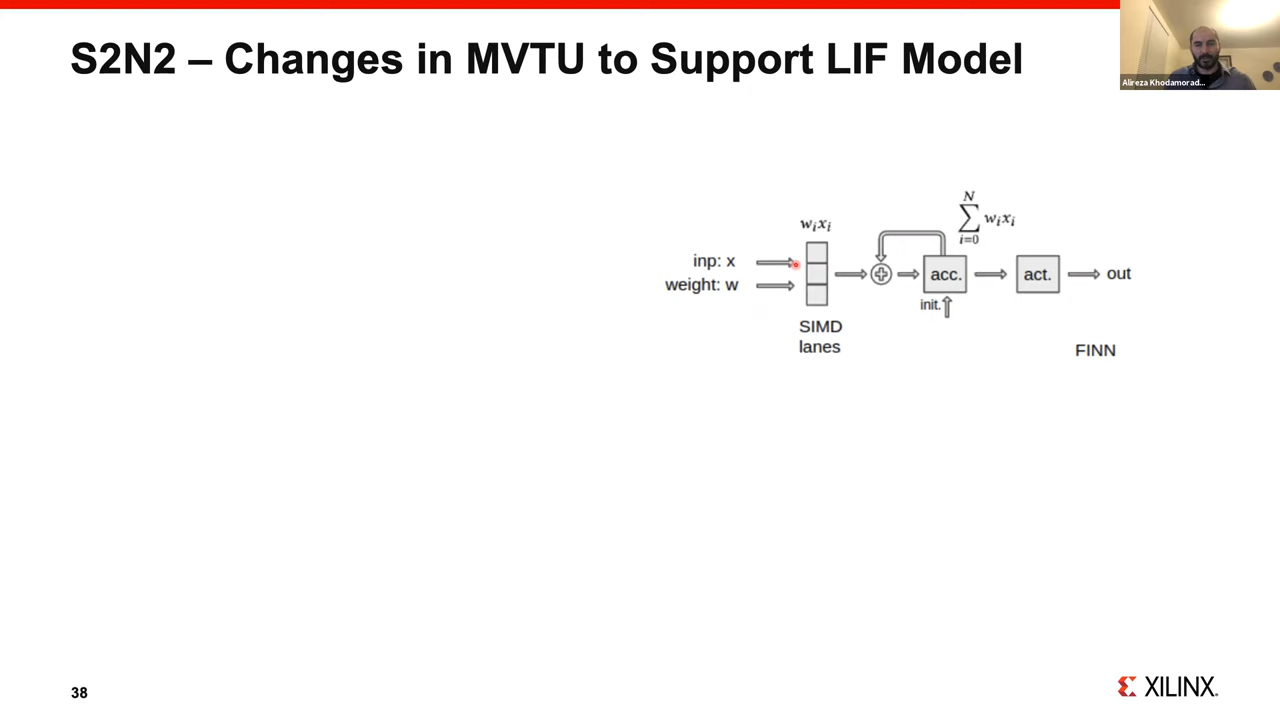 S2N2 – Changes in MVTU to Support LIF Model
Alireza Khodamorad...
N
wᵢxᵢ
∑ wᵢxᵢ
i=0
inp: x
weight: w
acc.
act.
out
init.
SIMD
lanes
FINN
38
XILINX.